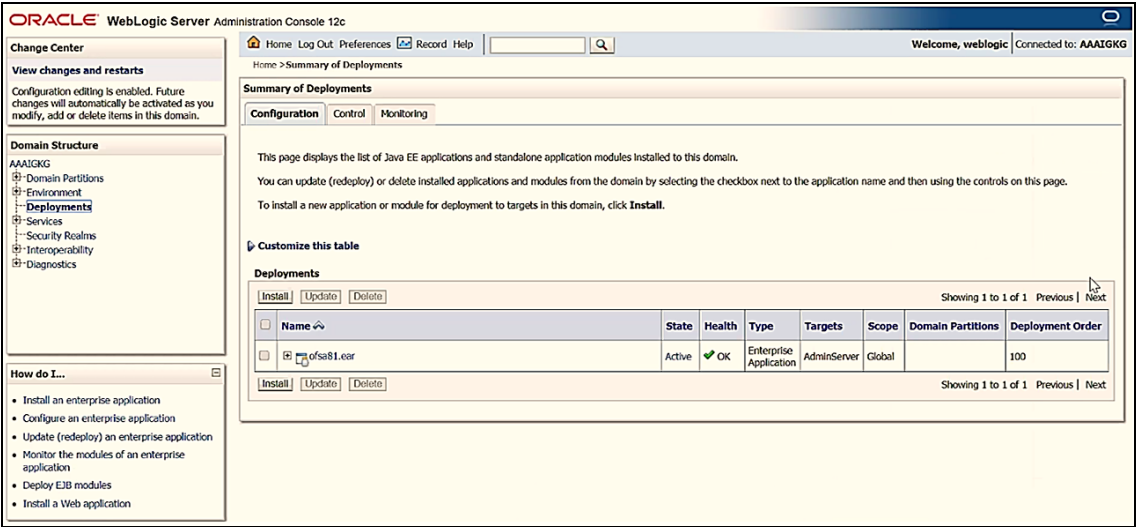 ORACLE® WebLogic Server Administration Console 12c
Change Center
View changes and restarts
Configuration editing is enabled. Future
changes will automatically be activated as you
modify, add or delete items in this domain.
Domain Structure
AAAIGKG
Domain Partitions
Environment
Deployments
Services
Security Realms
Interoperability
Diagnostics
How do I...
• Install an enterprise application
• Configure an enterprise application
• Update (redeploy) an enterprise application
• Monitor the modules of an enterprise
application
• Deploy EJB modules
• Install a Web application
Home Log Out Preferences Record Help
Welcome, weblogic Connected to: AAAIGKG
Home >Summary of Deployments
Summary of Deployments
Configuration Control Monitoring
This page displays the list of Java EE applications and standalone application modules installed to this domain.
You can update (redeploy) or delete installed applications and modules from the domain by selecting the checkbox next to the application name and then using the controls on this page.
To install a new application or module for deployment to targets in this domain, click Install.
Customize this table
Deployments
Install Update Delete Showing 1 to 1 of 1 Previous | Next
Name State Health Type Targets Scope Domain Partitions Deployment Order
ofsa81.ear Active OK Enterprise Application AdminServer Global 100
Install Update Delete Showing 1 to 1 of 1 Previous | Next